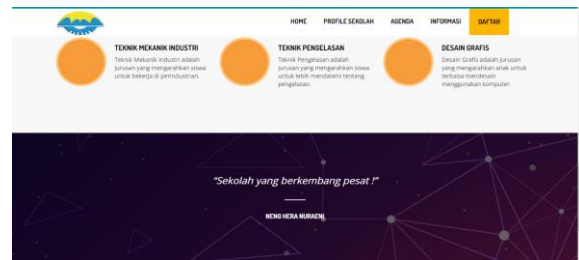 HOME PROFILE SEKOLAH AGENDA INFORMASI DAFTAR
TEKNIK MEKANIK INDUSTRI
Teknik Mekanik Industri adalah
jurusan yang mengarahkan siswa
untuk bekerja di perindustrian.
TEKNIK PENGELASAN
Teknik Pengelasan adalah
jurusan yang mengarahkan siswa
untuk lebih mendalami tentang
pengelasan.
DESAIN GRAFIS
Desain Grafis adalah jurusan
yang mengarahkan anak untuk
terbiasa mendesain
menggunakan komputer.
"Sekolah yang berkembang pesat !"
NENG HERA NURAENI